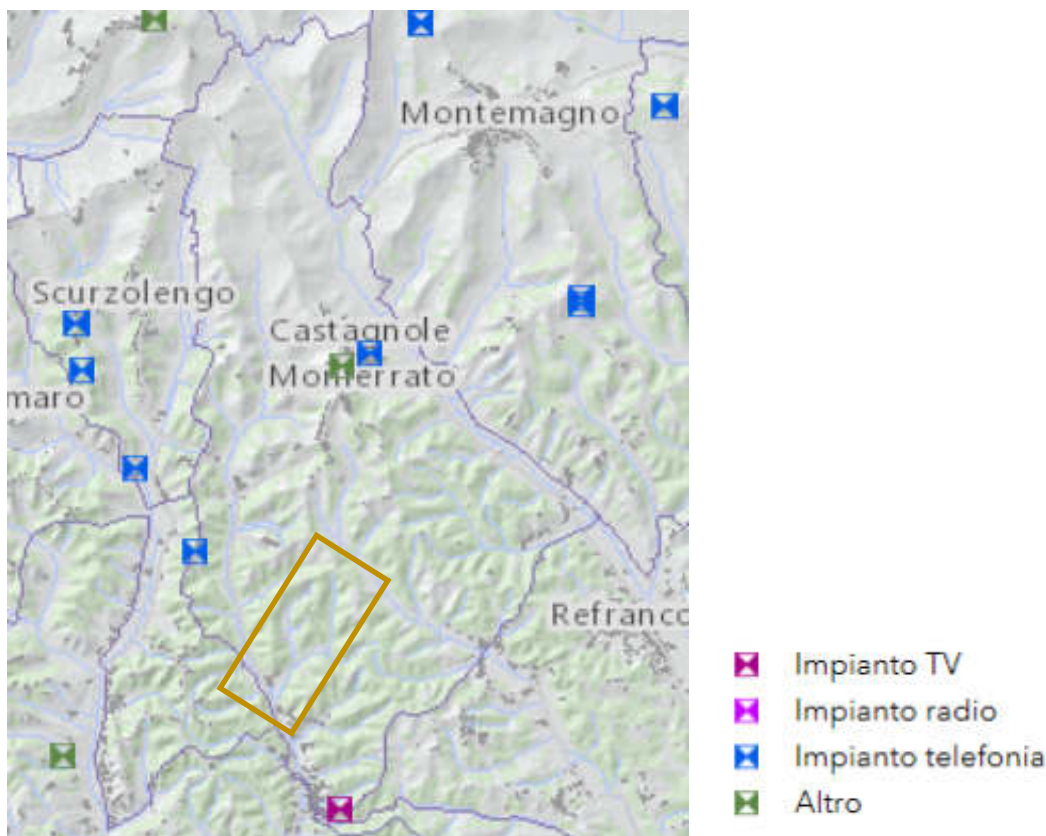 Montemagno
Scurzolengo
Castagnole
Monferrato
maro
Refranco
Impianto TV
Impianto radio
Impianto telefonia
Altro